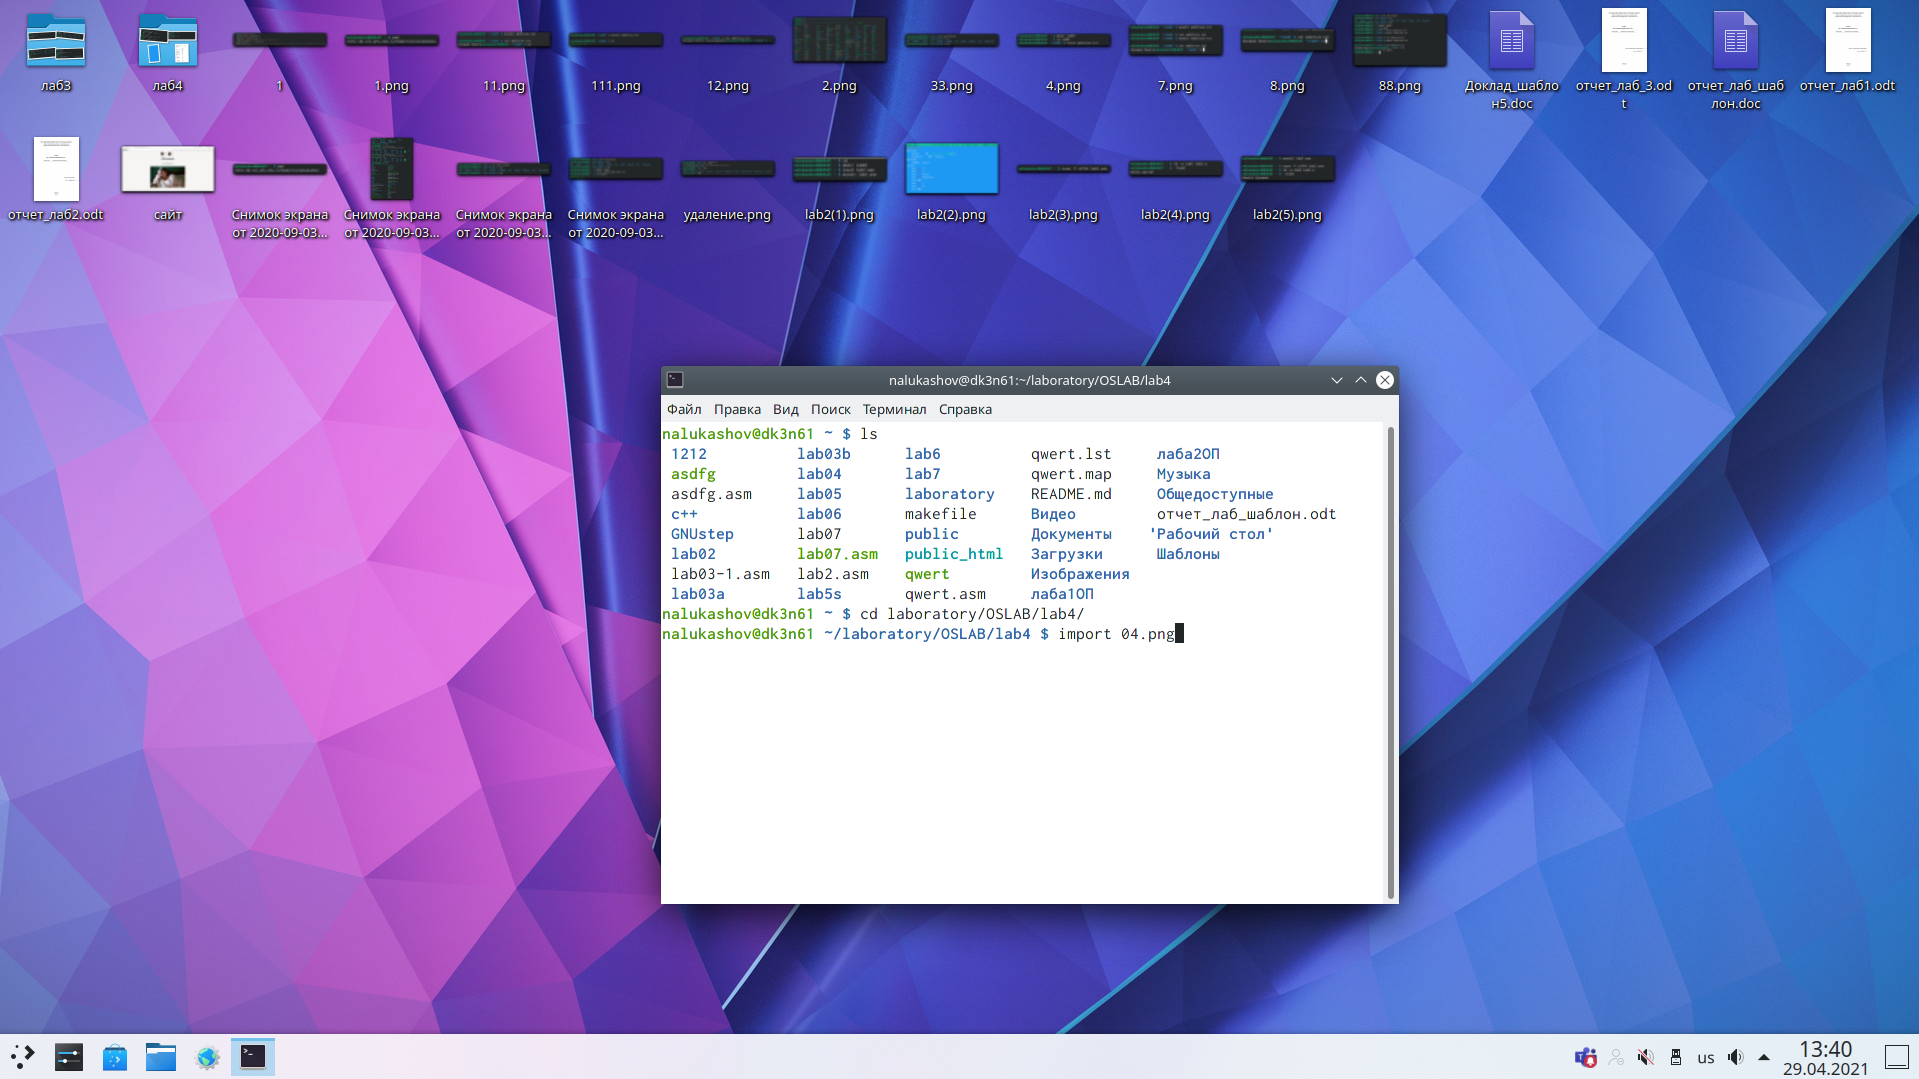 лаб3
лаб4
1
1.png
11.png
111.png
12.png
2.png
33.png
4.png
7.png
8.png
88.png
Доклад_шабло
н5.doc
отчет_лаб_3.od
t
отчет_лаб_шаб
лон.doc
отчет_лаб1.odt
отчет_лаб2.odt
сайт
Снимок экрана
от 2020-09-03...
Снимок экрана
от 2020-09-03...
Снимок экрана
от 2020-09-03...
Снимок экрана
от 2020-09-03...
удаление.png
lab2(1).png
lab2(2).png
lab2(3).png
lab2(4).png
lab2(5).png
nalukashov@dk3n61:~/laboratory/OSLAB/lab4
Файл Правка Вид Поиск Терминал Справка
nalukashov@dk3n61 ~ $ ls
1212 lab03b lab6 qwert.lst лаба2ОП
asdfg lab04 lab7 qwert.map Музыка
asdfg.asm lab05 laboratory README.md Общедоступные
c++ lab06 makefile Видео отчет_лаб_шаблон.odt
GNUstep lab07 public Документы 'Рабочий стол'
lab02 lab07.asm public_html Загрузки Шаблоны
lab03-1.asm lab2.asm qwert Изображения
lab03a lab5s qwert.asm лаба1ОП
nalukashov@dk3n61 ~ $ cd laboratory/OSLAB/lab4/
nalukashov@dk3n61 ~/laboratory/OSLAB/lab4 $ import 04.png
us
13:40
29.04.2021